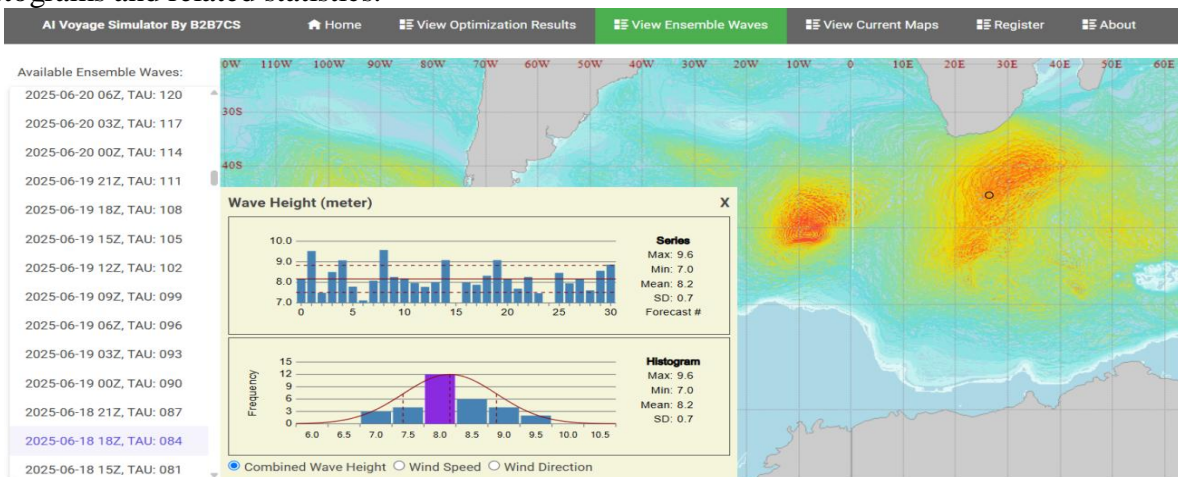 tograms and related statistics.
AI Voyage Simulator By B2B7CS
Home
View Optimization Results
View Ensemble Waves
View Current Maps
Register
About
Available Ensemble Waves:
2025-06-20 06Z, TAU: 120
2025-06-20 03Z, TAU: 117
2025-06-20 00Z, TAU: 114
2025-06-19 21Z, TAU: 111
2025-06-19 18Z, TAU: 108
2025-06-19 15Z, TAU: 105
2025-06-19 12Z, TAU: 102
2025-06-19 09Z, TAU: 099
2025-06-19 06Z, TAU: 096
2025-06-19 03Z, TAU: 093
2025-06-19 00Z, TAU: 090
2025-06-18 21Z, TAU: 087
2025-06-18 18Z, TAU: 084
2025-06-18 15Z, TAU: 081
0W 110W 100W 90W 80W 70W 60W 50W 40W 30W 20W 10W 0 10E 20E 30E 40E 50E 60E
30S
40S
Wave Height (meter) X
10.0
9.0
8.0
7.0
0 5 10 15 20 25 30
Series
Max: 9.6
Min: 7.0
Mean: 8.2
SD: 0.7
Forecast #
Frequency
15
12
9
6
3
0
6.0 6.5 7.0 7.5 8.0 8.5 9.0 9.5 10.0 10.5
Histogram
Max: 9.6
Min: 7.0
Mean: 8.2
SD: 0.7
Combined Wave Height Wind Speed Wind Direction